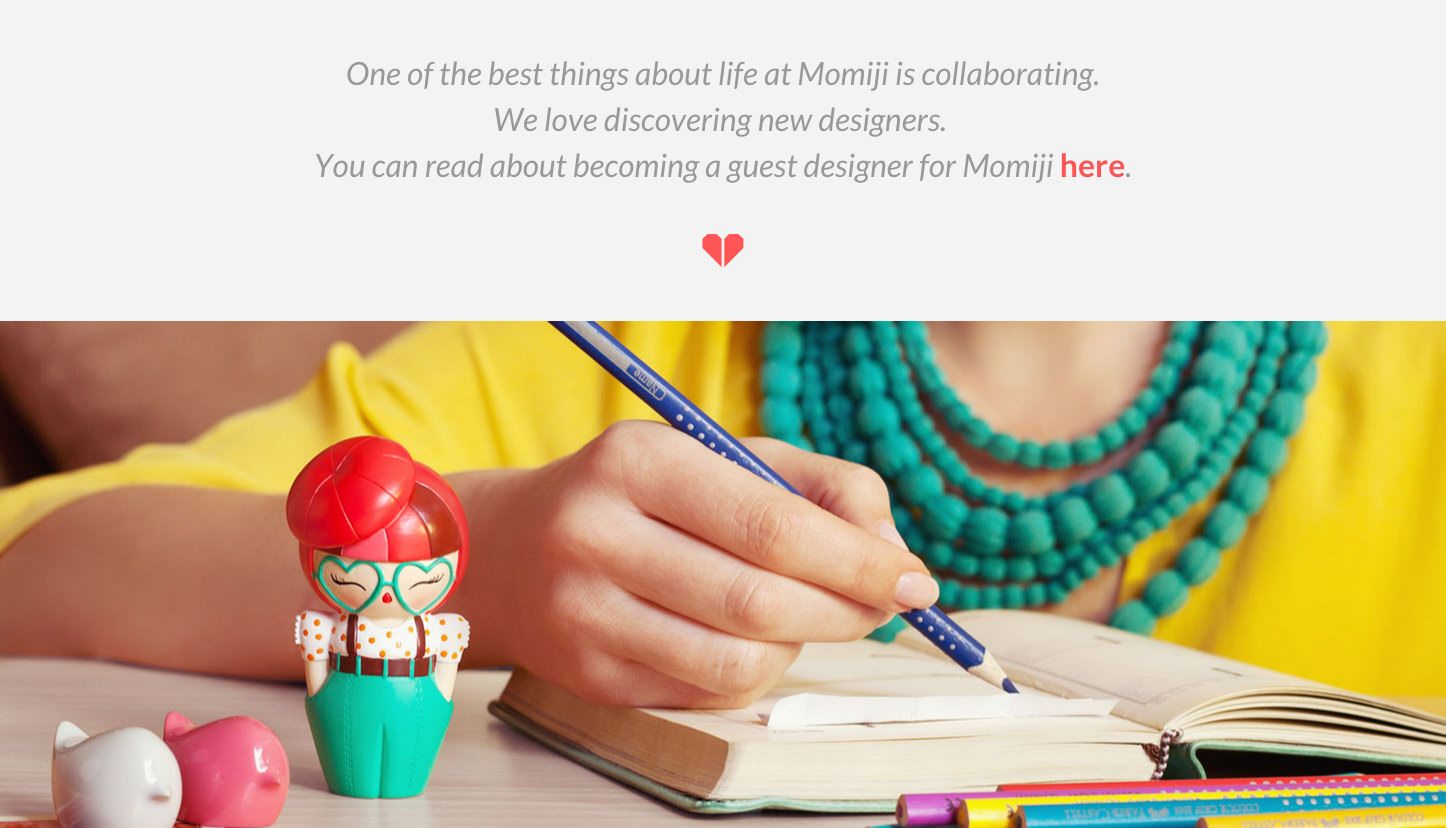 One of the best things about life at Momiji is collaborating.
We love discovering new designers.
You can read about becoming a guest designer for Momiji here.
Name